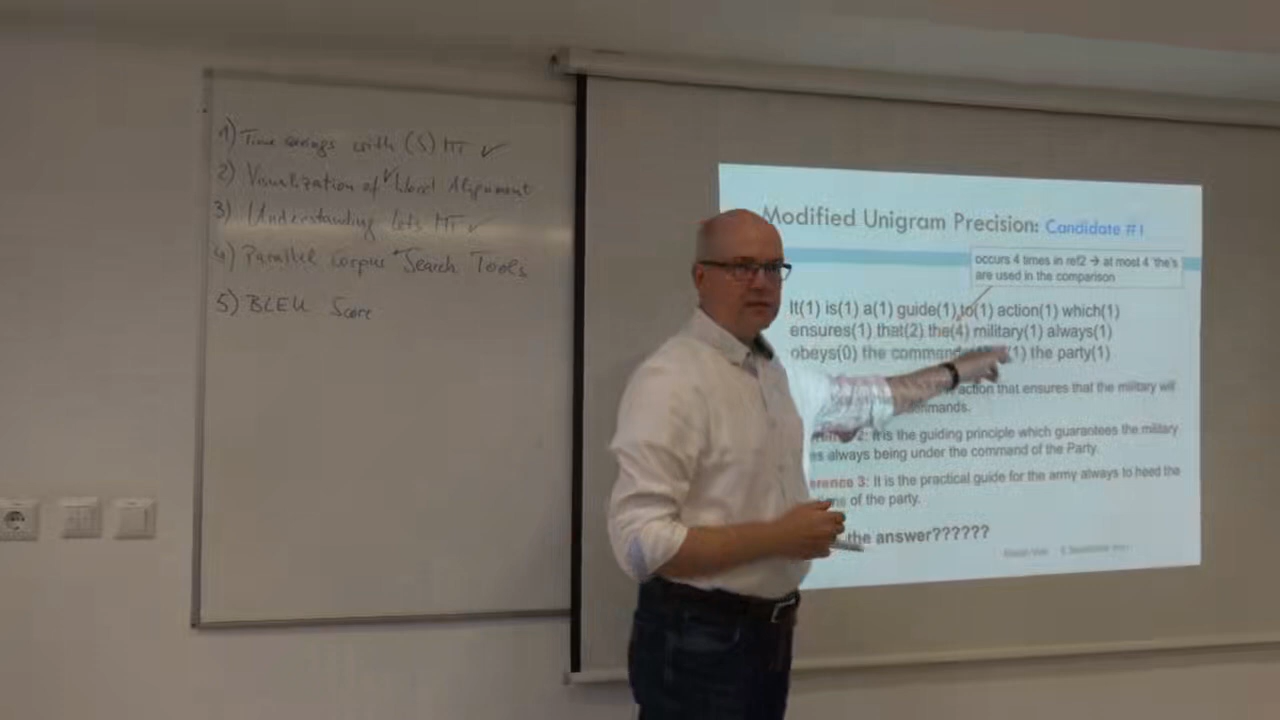 1) Time savings with (S) MT ✓
2) Visualization of ✓ Word Alignment
3) Understanding Lets MT ✓
4) Parallel corpus Search Tools
5) BLEU Score
Modified Unigram Precision: Candidate #1
occurs 4 times in ref2 → at most 4 'the's
are used in the comparison
It(1) is(1) a(1) guide(1) to(1) action(1) which(1)
ensures(1) that(2) the(4) military(1) always(1)
obeys(0) the (1) the party(1)
action that ensures that the military will
2: It is the guiding principle which guarantees the military
always being under the command of the Party.
3: It is the practical guide for the army always to heed the
of the party.
the answer??????